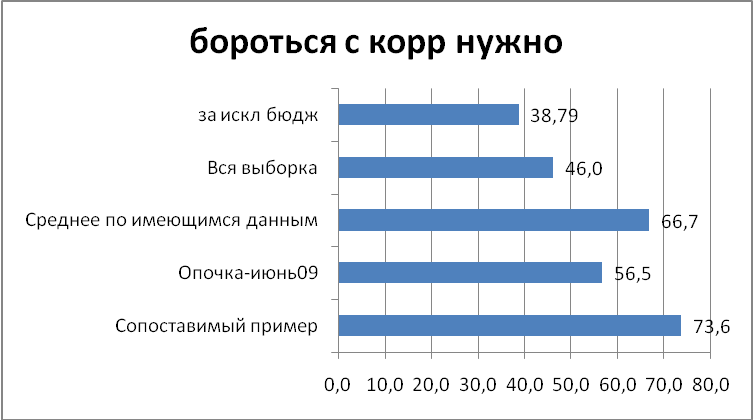 бороться с корр нужно
за искл бюдж
38,79
Вся выборка
46,0
Среднее по имеющимся данным
66,7
Опочка-июнь09
56,5
Сопоставимый пример
73,6
0,0 10,0 20,0 30,0 40,0 50,0 60,0 70,0 80,0